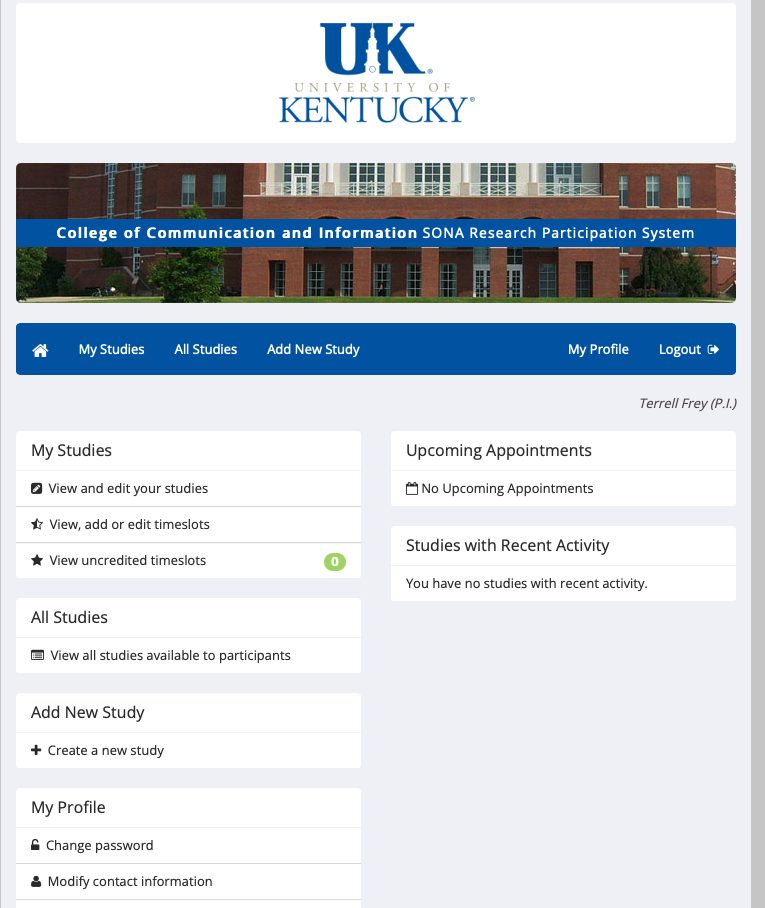 UK
UNIVERSITY OF
KENTUCKY
College of Communication and Information SONA Research Participation System
My Studies All Studies Add New Study My Profile Logout
Terrell Frey (P.I.)
My Studies
View and edit your studies
View, add or edit timeslots
View uncredited timeslots 0
All Studies
View all studies available to participants
Add New Study
Create a new study
My Profile
Change password
Modify contact information
Upcoming Appointments
No Upcoming Appointments
Studies with Recent Activity
You have no studies with recent activity.